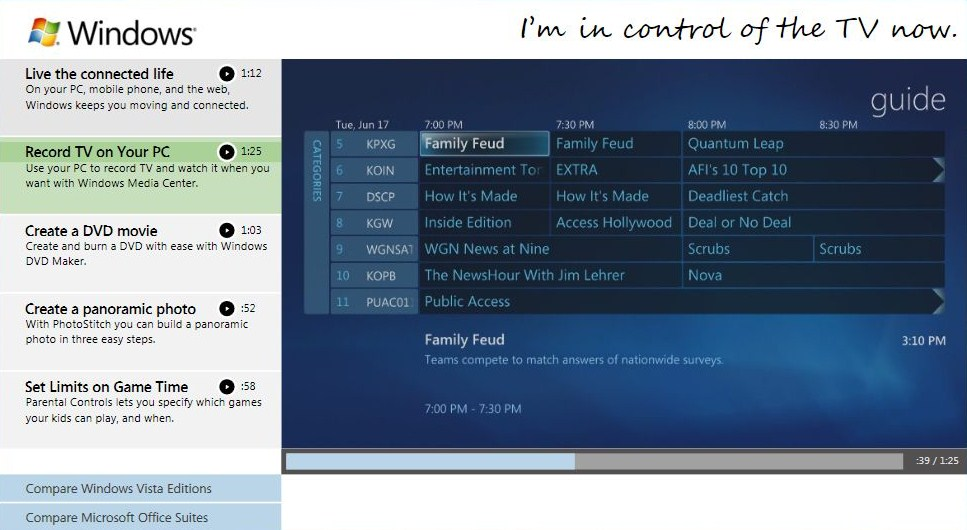 Windows
I'm in control of the TV now.
Live the connected life 1:12
On your PC, mobile phone, and the web,
Windows keeps you moving and connected.
Record TV on Your PC 1:25
Use your PC to record TV and watch it when you
want with Windows Media Center.
Create a DVD movie 1:03
Create and burn a DVD with ease with Windows
DVD Maker.
Create a panoramic photo :52
With PhotoStitch you can build a panoramic
photo in three easy steps.
Set Limits on Game Time :58
Parental Controls lets you specify which games
your kids can play, and when.
Compare Windows Vista Editions
Compare Microsoft Office Suites
guide
Tue, Jun 17 7:00 PM 7:30 PM 8:00 PM 8:30 PM
CATEGORIES
5 KPXG Family Feud Family Feud Quantum Leap
6 KOIN Entertainment Ton EXTRA AFI's 10 Top 10
7 DSCP How It's Made How It's Made Deadliest Catch
8 KGW Inside Edition Access Hollywood Deal or No Deal
9 WGNSAT WGN News at Nine Scrubs Scrubs
10 KOPB The NewsHour With Jim Lehrer Nova
11 PUAC01 Public Access
Family Feud 3:10 PM
Teams compete to match answers of nationwide surveys.
7:00 PM - 7:30 PM
:39 / 1:25